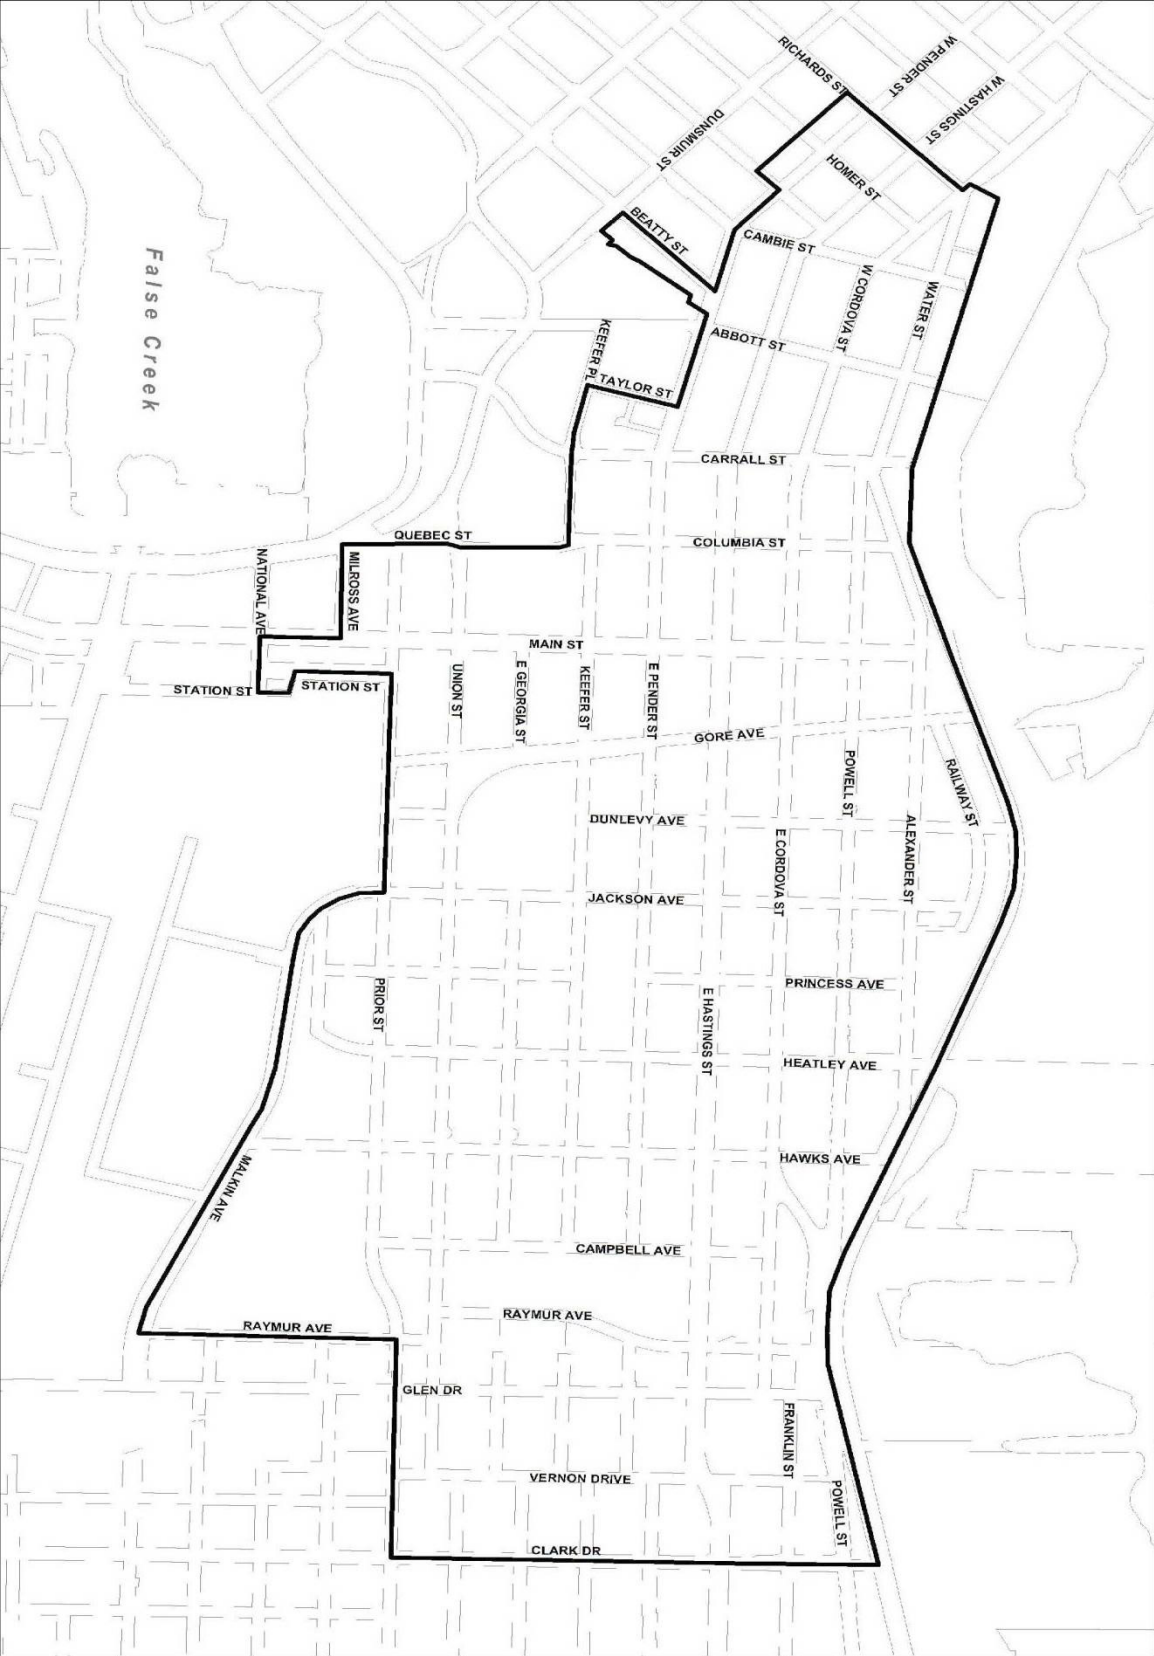 RICHARDS ST
W PENDER ST
W HASTINGS ST
DUNSMUIR ST
HOMER ST
BEATTY ST
CAMBIE ST
False Creek
W CORDOVA ST
WATER ST
KEEFER PL
ABBOTT ST
TAYLOR ST
CARRALL ST
QUEBEC ST
COLUMBIA ST
NATIONAL AVE
MILROSS AVE
MAIN ST
STATION ST
STATION ST
UNION ST
E GEORGIA ST
KEEFER ST
E PENDER ST
GORE AVE
POWELL ST
RAILWAY ST
DUNLEVY AVE
E CORDOVA ST
ALEXANDER ST
JACKSON AVE
PRIOR ST
PRINCESS AVE
E HASTINGS ST
HEATLEY AVE
MALKIN AVE
HAWKS AVE
CAMPBELL AVE
RAYMUR AVE
RAYMUR AVE
GLEN DR
FRANKLIN ST
VERNON DRIVE
POWELL ST
CLARK DR